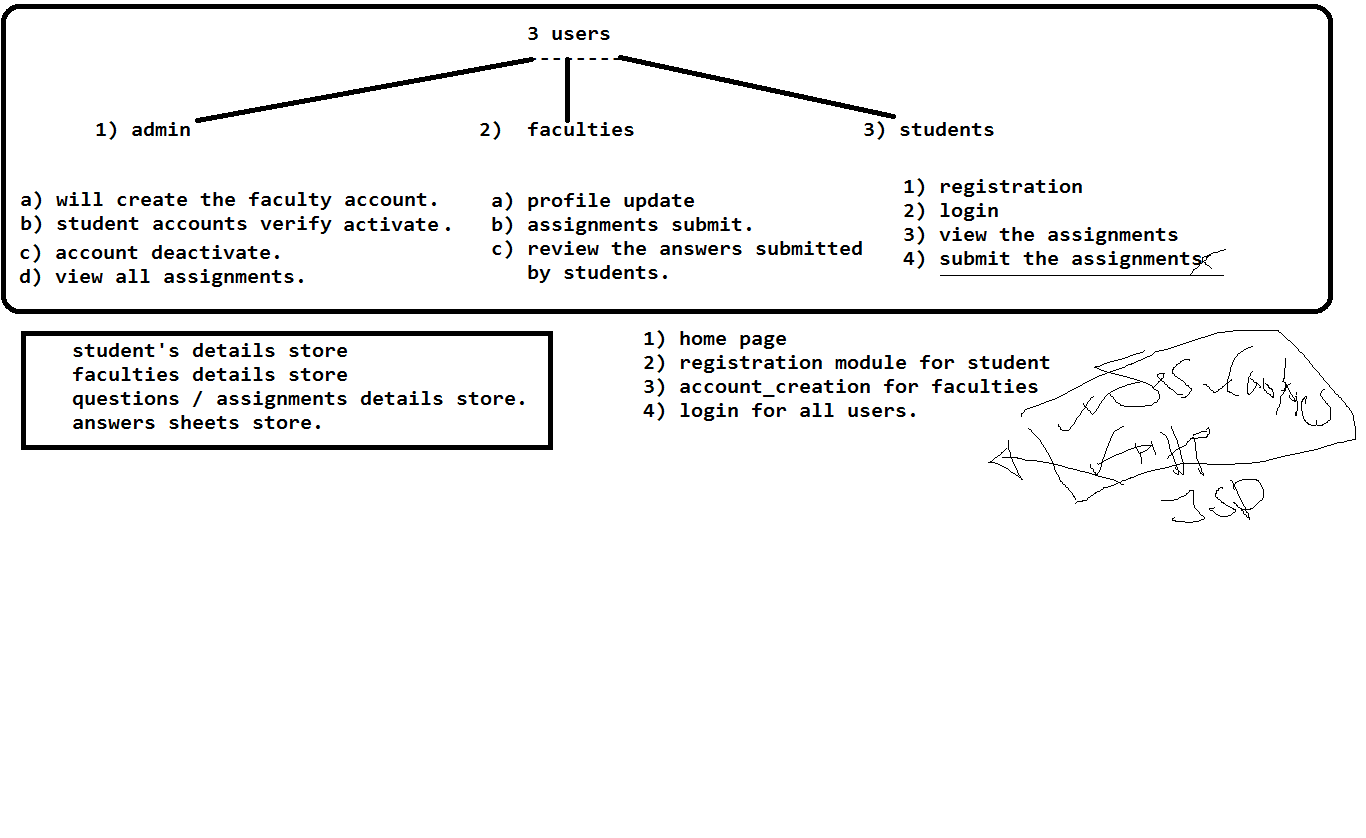 3 users
1) admin
2) faculties
3) students
a) will create the faculty account.
b) student accounts verify activate.
c) account deactivate.
d) view all assignments.
a) profile update
b) assignments submit.
c) review the answers submitted
by students.
1) registration
2) login
3) view the assignments
4) submit the assignments
student's details store
faculties details store
questions / assignments details store.
answers sheets store.
1) home page
2) registration module for student
3) account_creation for faculties
4) login for all users.
JSP